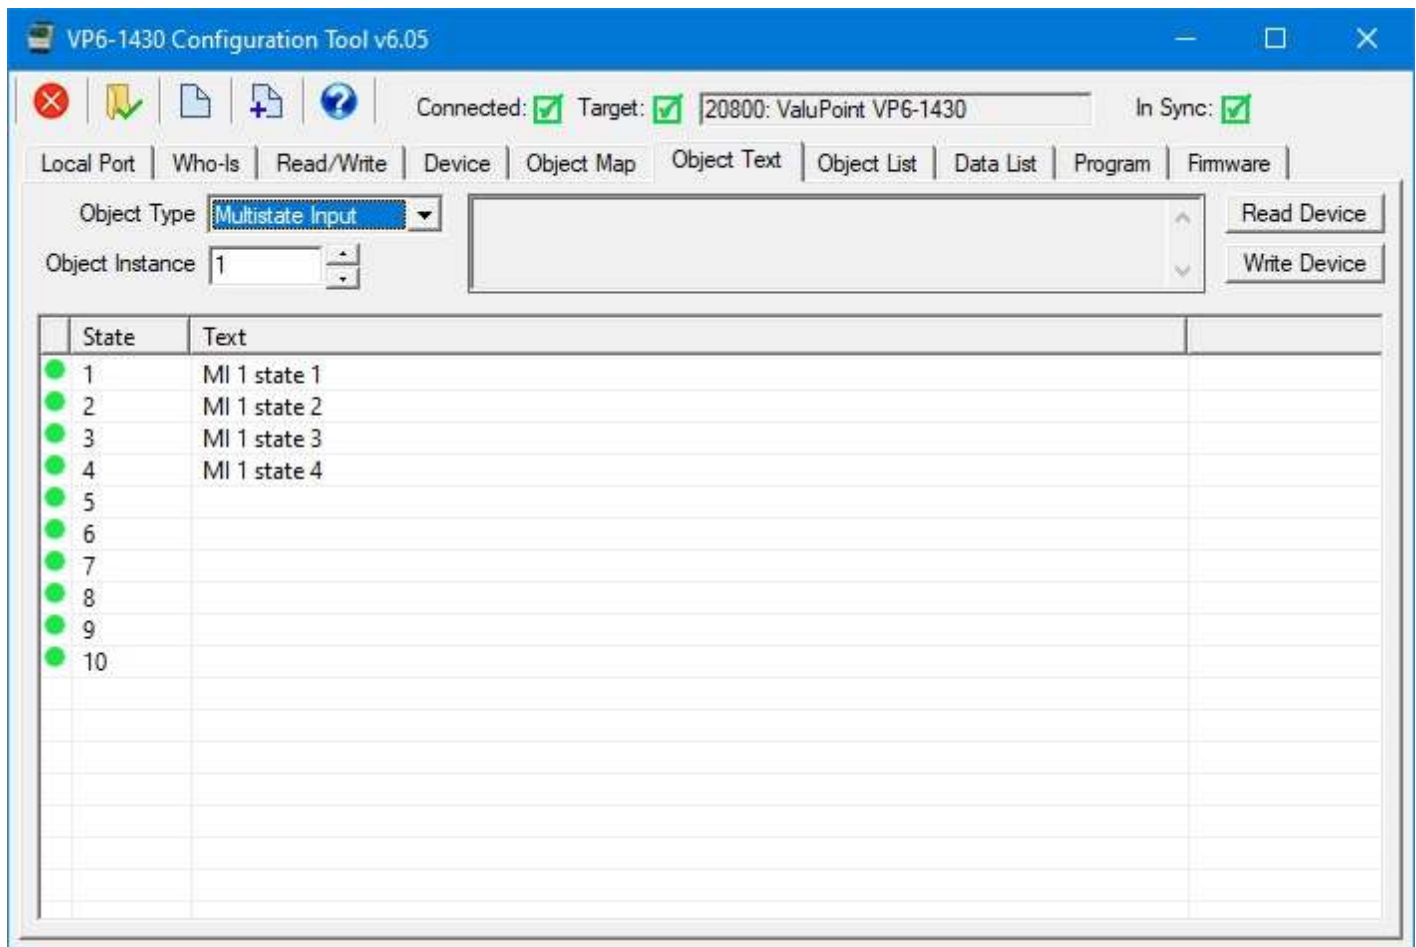 VP6-1430 Configuration Tool v6.05
Connected: Target: 20800: ValuPoint VP6-1430 In Sync:
Local Port Who-Is Read/Write Device Object Map Object Text Object List Data List Program Firmware
Object Type Multistate Input Read Device
Object Instance 1 Write Device
State Text
1 MI 1 state 1
2 MI 1 state 2
3 MI 1 state 3
4 MI 1 state 4
5
6
7
8
9
10